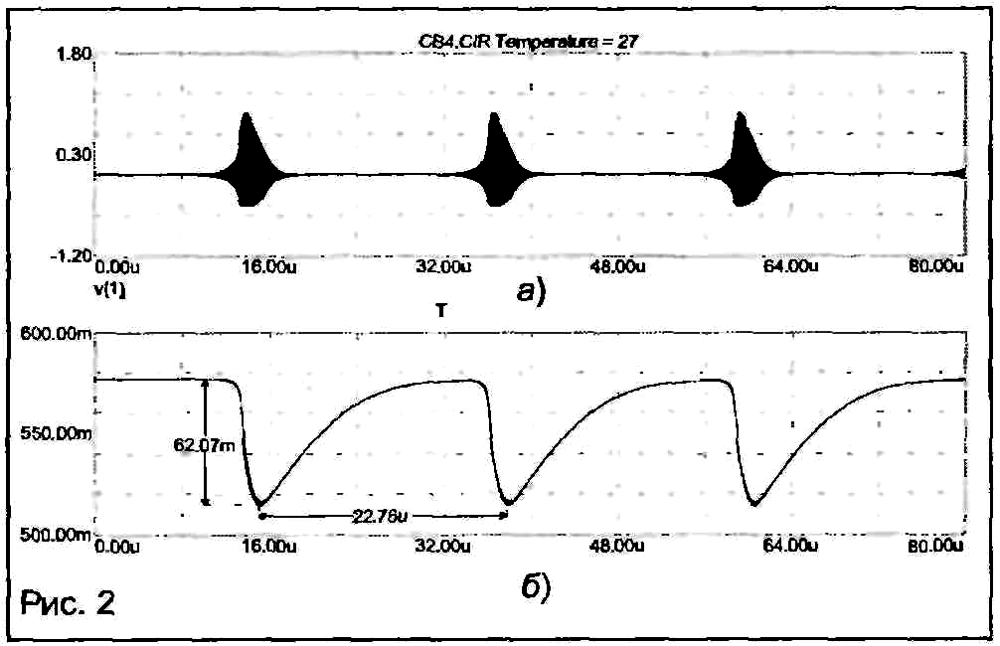 CB4.CIR Temperature = 27
1.80
0.30
-1.20
0.00u 16.00u 32.00u 48.00u 64.00u 80.00u
v(1)
а)
T
600.00m
550.00m
62.07m
22.76u
500.00m
0.00u 16.00u 32.00u 48.00u 64.00u 80.00u
б)
Рис. 2